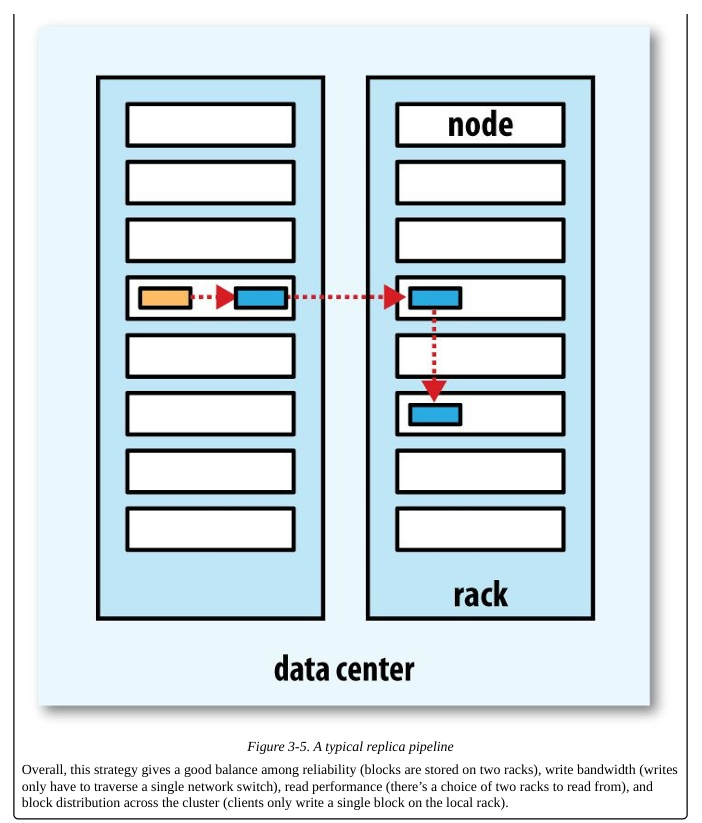 node
rack
data center
Figure 3-5. A typical replica pipeline
Overall, this strategy gives a good balance among reliability (blocks are stored on two racks), write bandwidth (writes
only have to traverse a single network switch), read performance (there’s a choice of two racks to read from), and
block distribution across the cluster (clients only write a single block on the local rack).